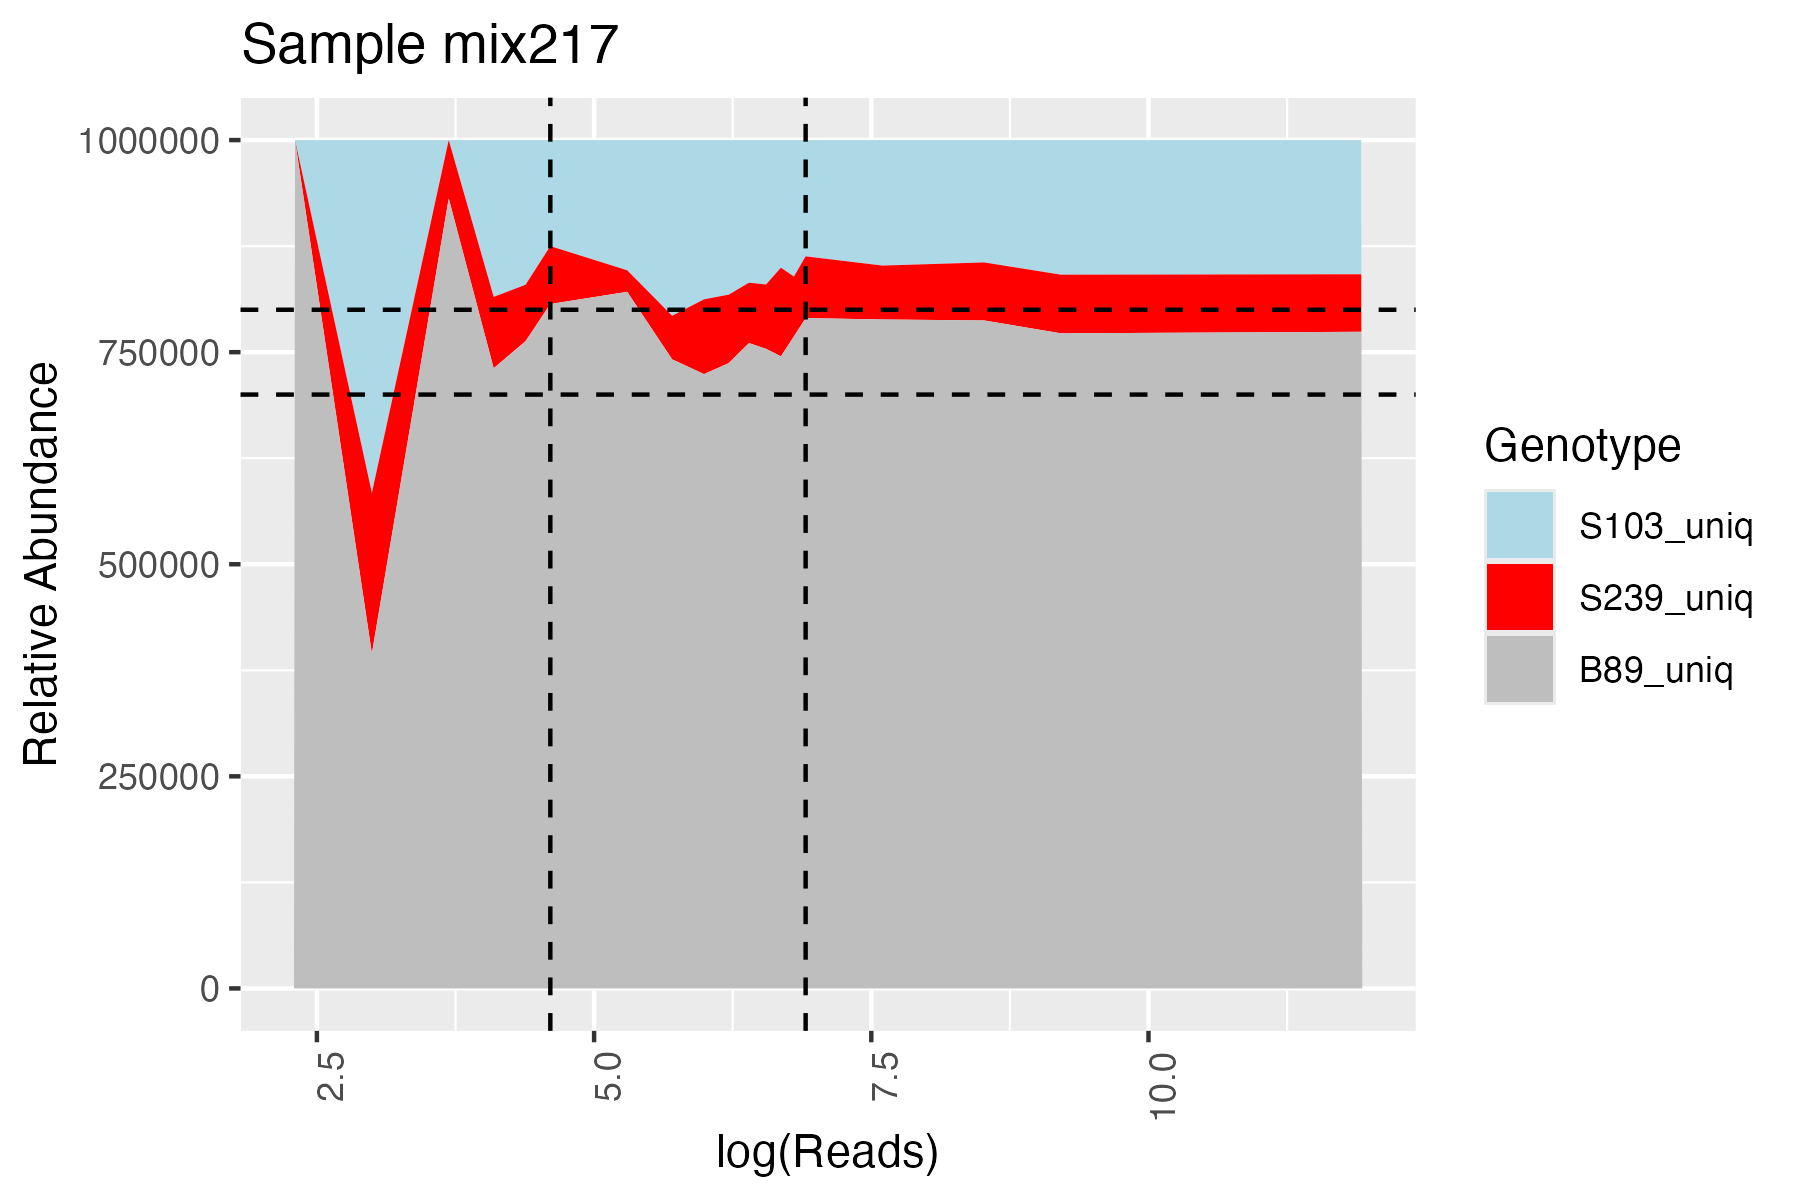 Sample mix217
1000000
750000
500000
250000
0
Relative Abundance
2.5
5.0
7.5
10.0
log(Reads)
Genotype
S103_uniq
S239_uniq
B89_uniq